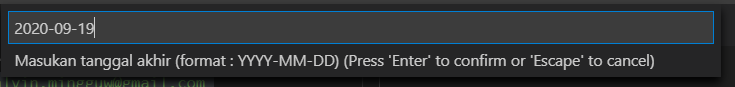 2020-09-19
Masukan tanggal akhir (format : YYYY-MM-DD) (Press 'Enter' to confirm or 'Escape' to cancel)